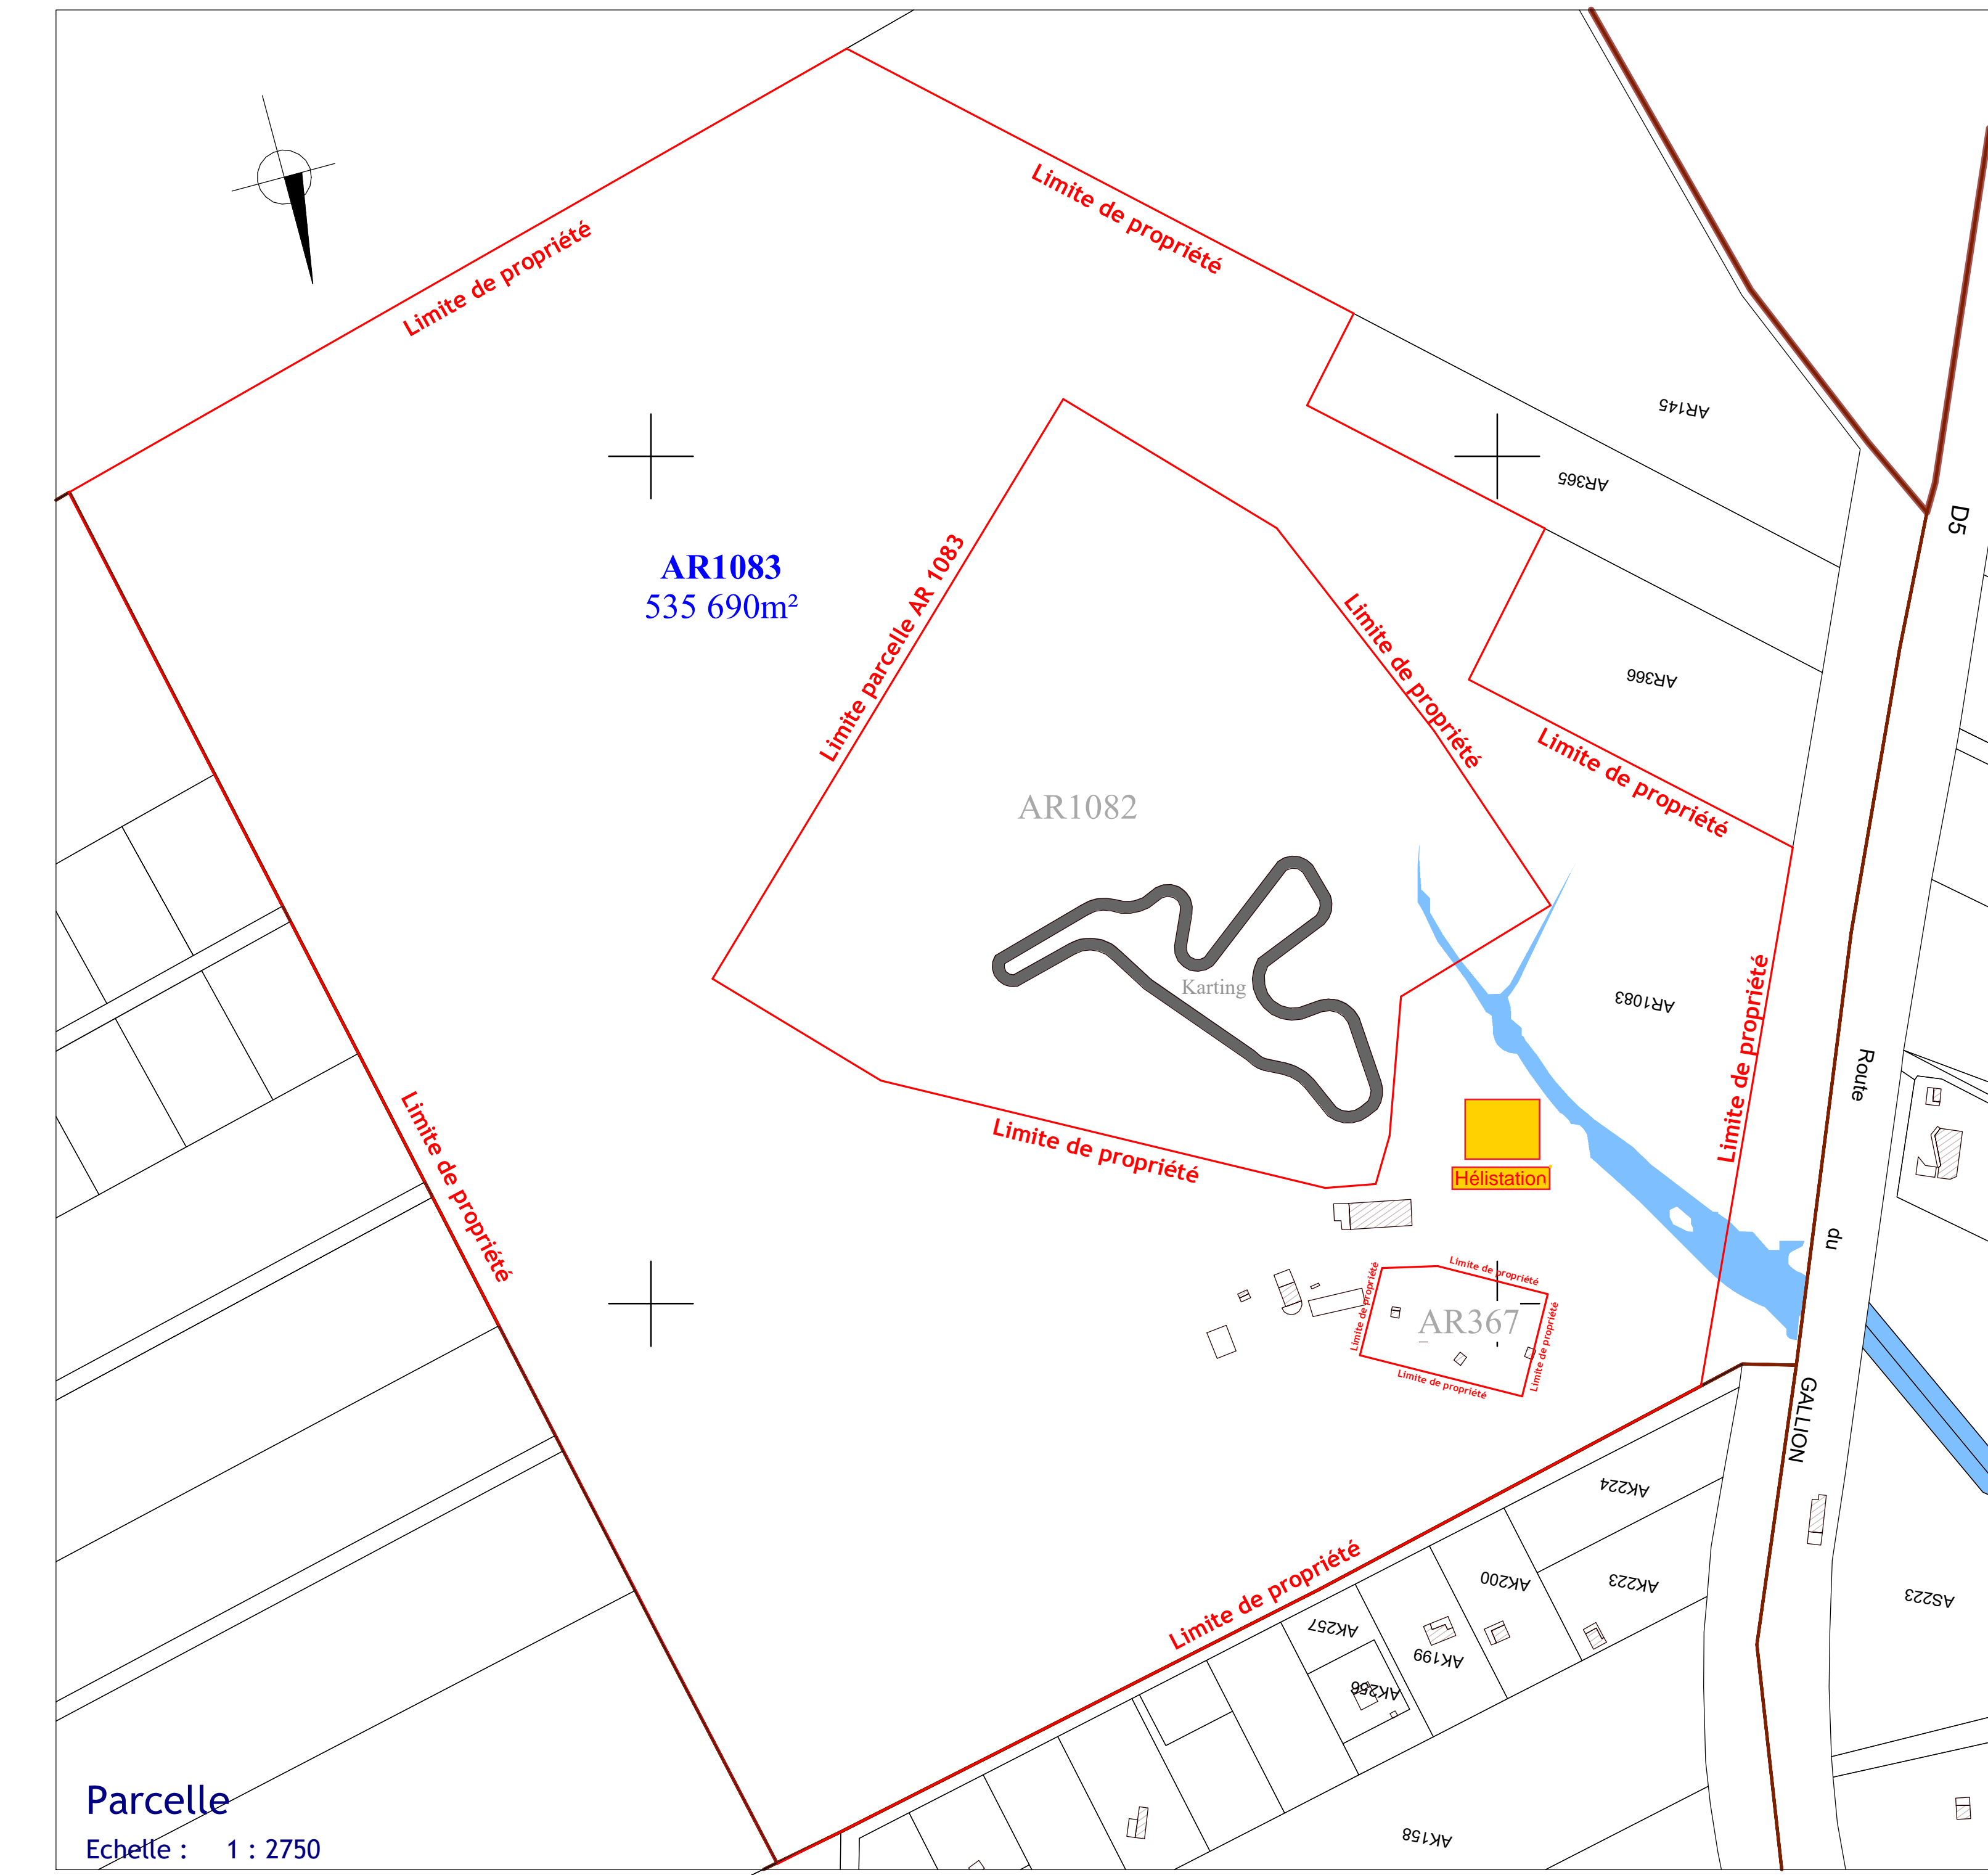 Limite de propriété
Limite de propriété
AR145
AR365
D5
AR1083
535 690m²
Limite parcelle AR 1083
Limite de propriété
AR366
Limite de propriété
AR1082
Karting
AR1083
Limite de propriété
Route
Limite de propriété
Limite de propriété
Hélistation
du
Limite de propriété
Limite de propriété
AR367
Limite de propriété
Limite de propriété
GALLION
AK224
Limite de propriété
AK200
AK223
AS223
AK257
AK199
AK256
AK158
Parcelle
Echelle : 1 : 2750